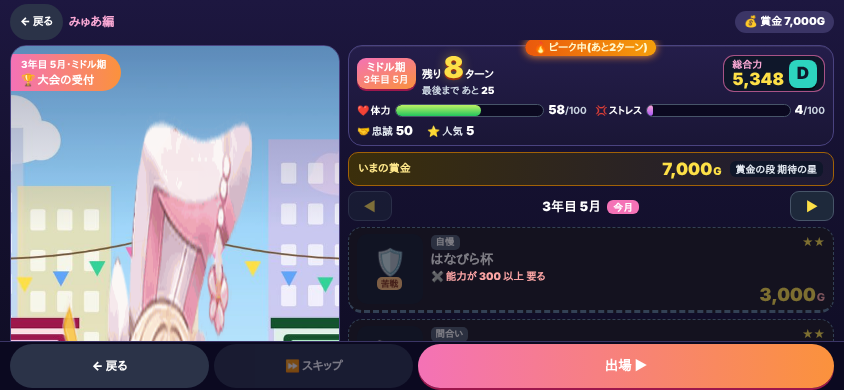 ← 戻る みゅあ編
💰 賞金 7,000G
3年目 5月・ミドル期
🏆 大会の受付
🔥 ピーク中(あと2ターン)
ミドル期
3年目 5月
残り 8 ターン
最後まで あと 25
総合力
5,348 D
❤️ 体力 58/100 💢 ストレス 4/100
🤝 忠誠 50 ⭐ 人気 5
いまの賞金 7,000G 賞金の段 期待の星
◀ 3年目 5月 今月 ▶
自慢 ★★
はなびら杯
✖ 能力が 300 以上 要る
苦戦
3,000G
間合い ★★
← 戻る ⏩ スキップ 出場 ▶